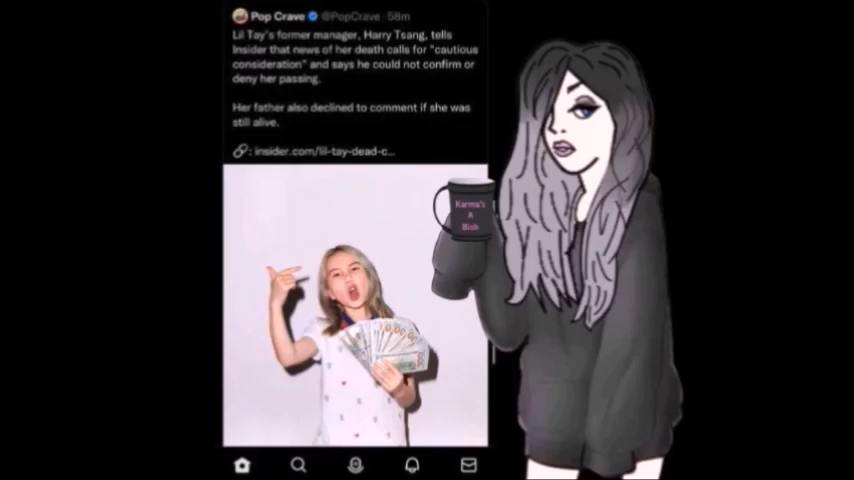 Pop Crave @PopCrave · 58m
Lil Tay's former manager, Harry Tsang, tells
Insider that news of her death calls for "cautious
consideration" and says he could not confirm or
deny her passing.
Her father also declined to comment if she was
still alive.
: insider.com/lil-tay-dead-c...
Karma's
A
Bish